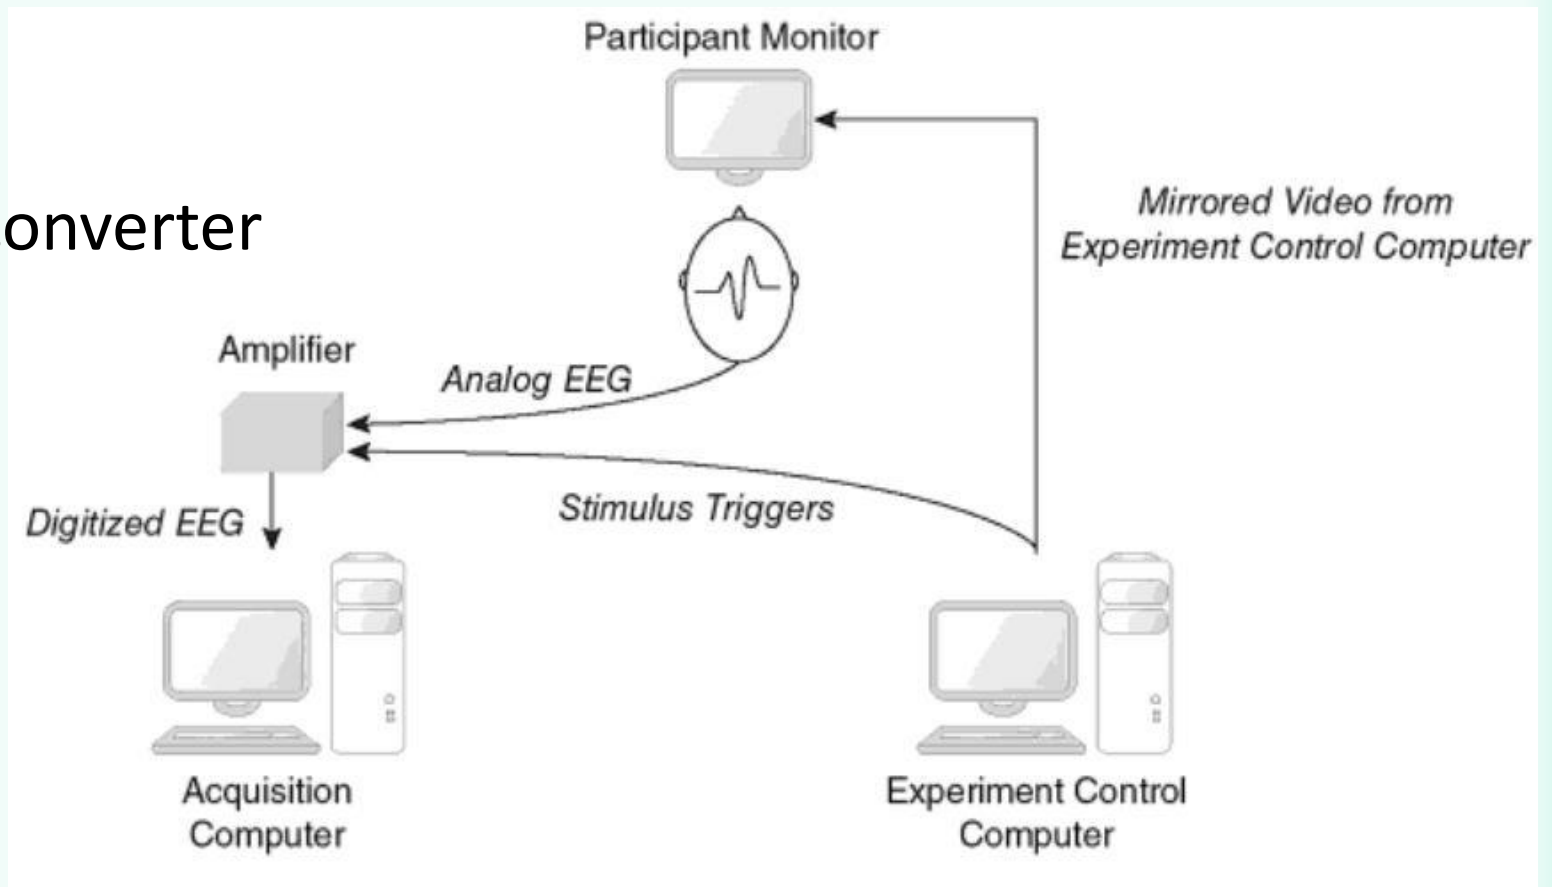 Participant Monitor
Mirrored Video from
Experiment Control Computer
onverter
Amplifier
Analog EEG
Stimulus Triggers
Digitized EEG
Acquisition
Computer
Experiment Control
Computer